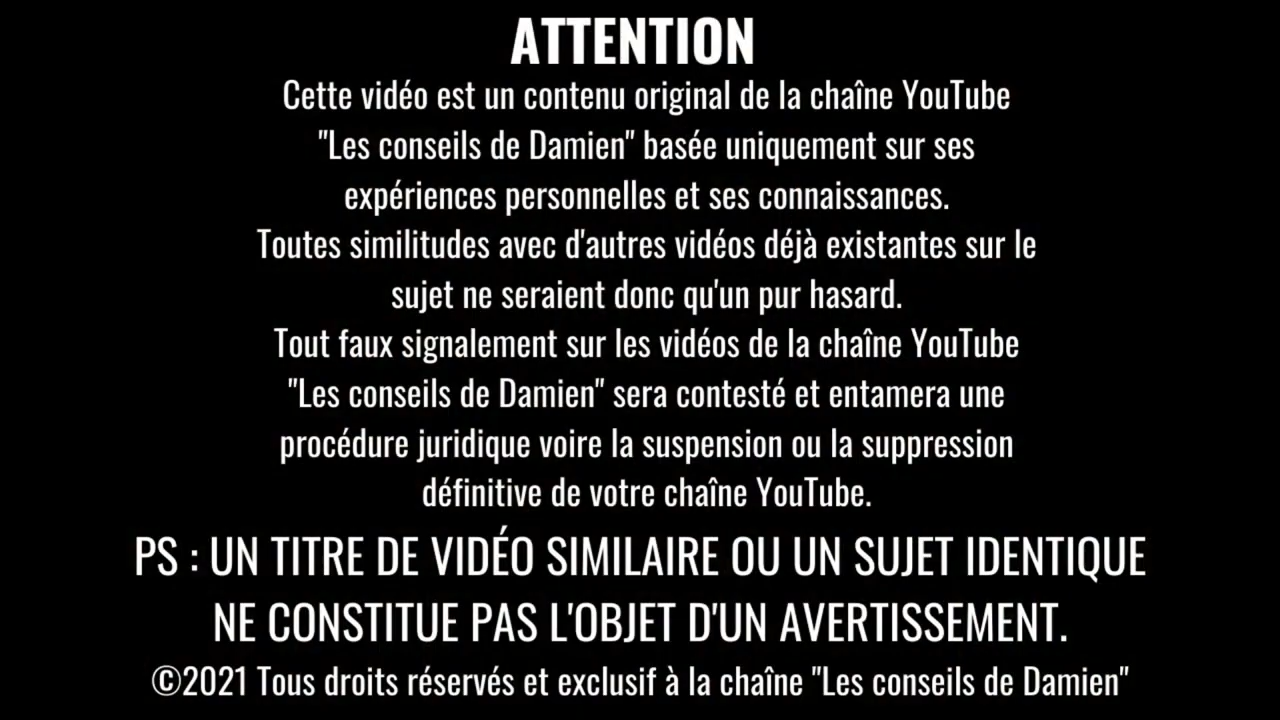 ATTENTION
Cette vidéo est un contenu original de la chaîne YouTube
"Les conseils de Damien" basée uniquement sur ses
expériences personnelles et ses connaissances.
Toutes similitudes avec d'autres vidéos déjà existantes sur le
sujet ne seraient donc qu'un pur hasard.
Tout faux signalement sur les vidéos de la chaîne YouTube
"Les conseils de Damien" sera contesté et entamera une
procédure juridique voire la suspension ou la suppression
définitive de votre chaîne YouTube.
PS : UN TITRE DE VIDÉO SIMILAIRE OU UN SUJET IDENTIQUE
NE CONSTITUE PAS L'OBJET D'UN AVERTISSEMENT.
©2021 Tous droits réservés et exclusif à la chaîne "Les conseils de Damien"